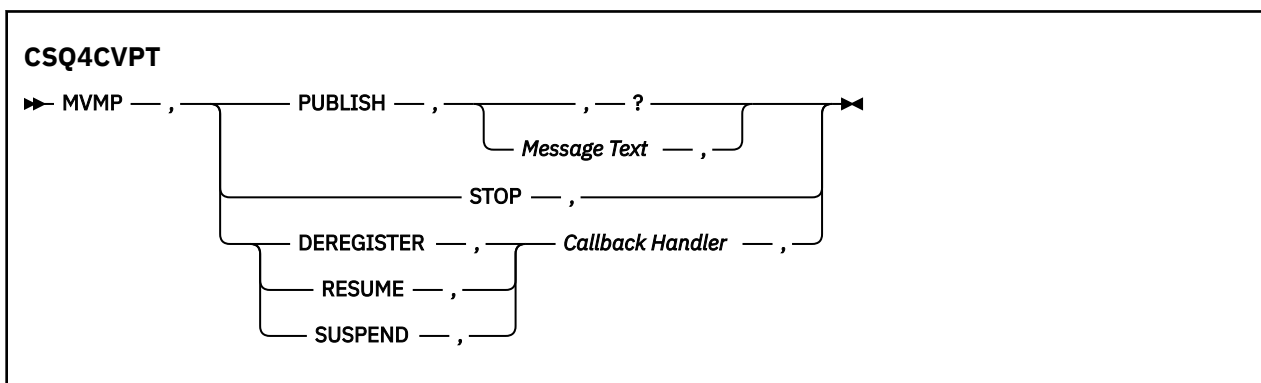 CSQ4CVPT
MVMP , PUBLISH , , ?
Message Text ,
STOP ,
DEREGISTER , Callback Handler ,
RESUME ,
SUSPEND ,